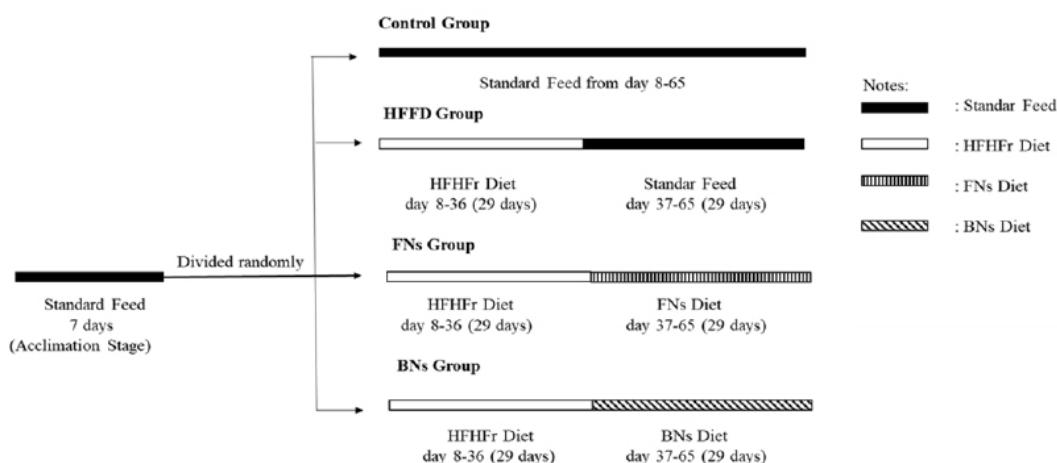 Control Group
Standard Feed from day 8-65
HFFD Group
HFHFr Diet
day 8-36 (29 days)
Standar Feed
day 37-65 (29 days)
Divided randomly
Standard Feed
7 days
(Acclimation Stage)
FNs Group
HFHFr Diet
day 8-36 (29 days)
FNs Diet
day 37-65 (29 days)
BNs Group
HFHFr Diet
day 8-36 (29 days)
BNs Diet
day 37-65 (29 days)
Notes:
: Standar Feed
: HFHFr Diet
: FNs Diet
: BNs Diet